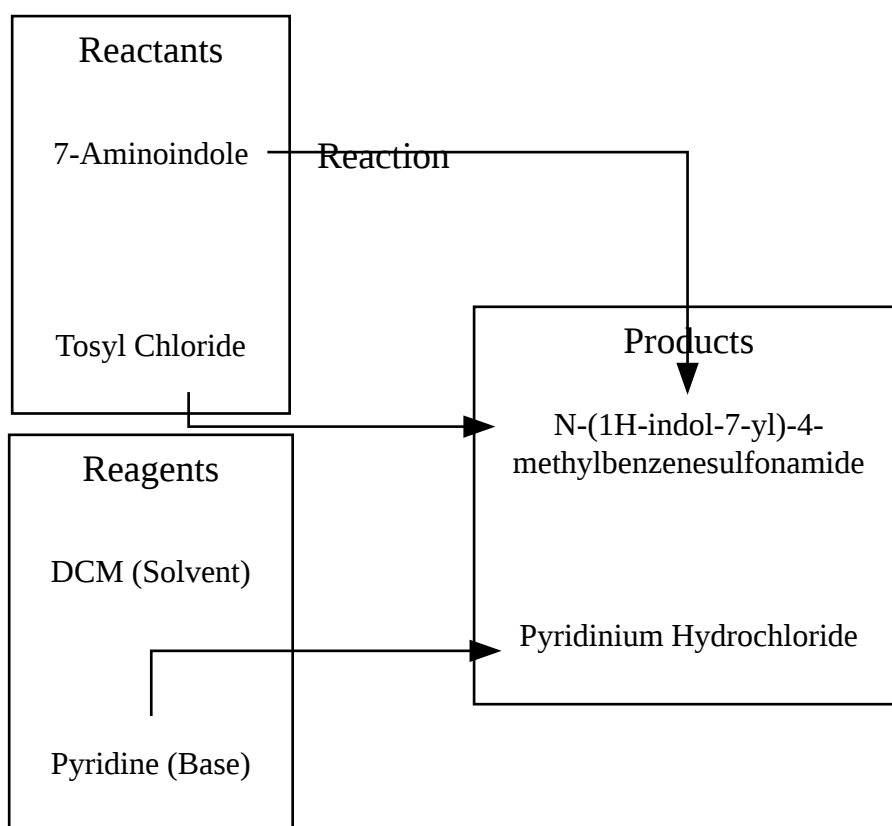 Reactants
7-Aminoindole
Reaction
Tosyl Chloride
Products
N-(1H-indol-7-yl)-4-
methylbenzenesulfonamide
Reagents
DCM (Solvent)
Pyridinium Hydrochloride
Pyridine (Base)